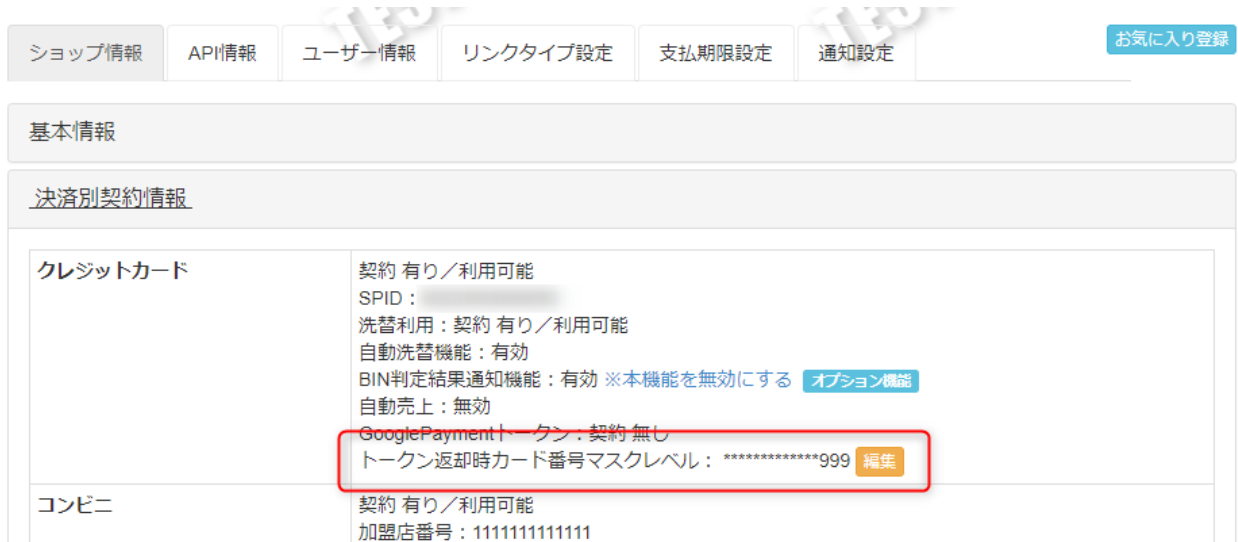 TEST TEST
ショップ情報 API情報 ユーザー情報 リンクタイプ設定 支払期限設定 通知設定 お気に入り登録
基本情報
決済別契約情報
クレジットカード 契約 有り／利用可能
SPID：
洗替利用：契約 有り／利用可能
自動洗替機能：有効
BIN判定結果通知機能：有効 ※本機能を無効にする オプション機能
自動売上：無効
GooglePaymentトークン：契約 無し
トークン返却時カード番号マスクレベル： *************999 編集
コンビニ 契約 有り／利用可能
加盟店番号：1111111111111